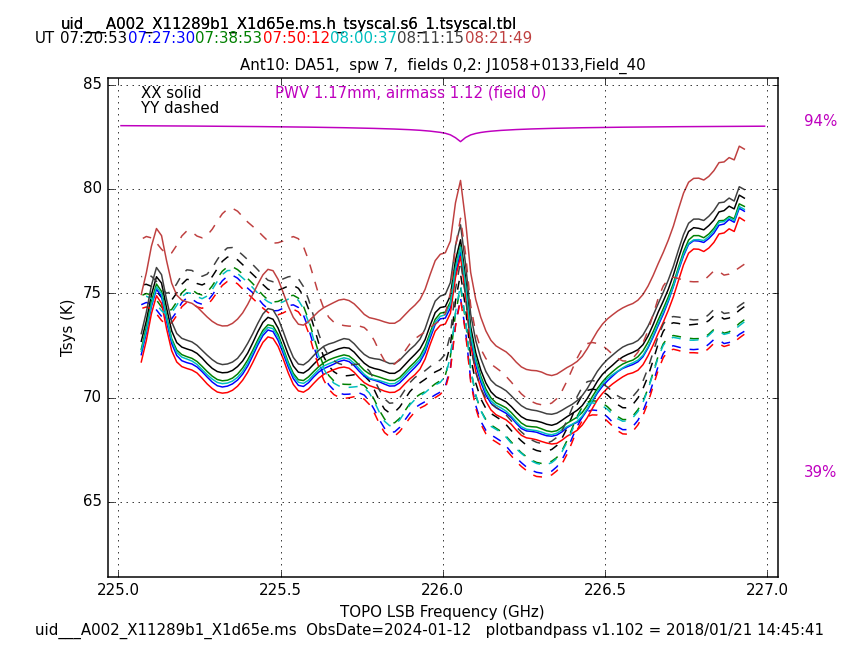 uid___A002_X11289b1_X1d65e.ms.h_tsyscal.s6_1.tsyscal.tbl
UT 07:20:53 07:27:30 07:38:53 07:50:12 08:00:37 08:11:15 08:21:49
Ant10: DA51,  spw 7,  fields 0,2: J1058+0133,Field_40
XX solid
PWV 1.17mm, airmass 1.12 (field 0)
YY dashed
94%
39%
85
80
75
70
65
Tsys (K)
225.0 225.5 226.0 226.5 227.0
TOPO LSB Frequency (GHz)
uid___A002_X11289b1_X1d65e.ms  ObsDate=2024-01-12   plotbandpass v1.102 = 2018/01/21 14:45:41